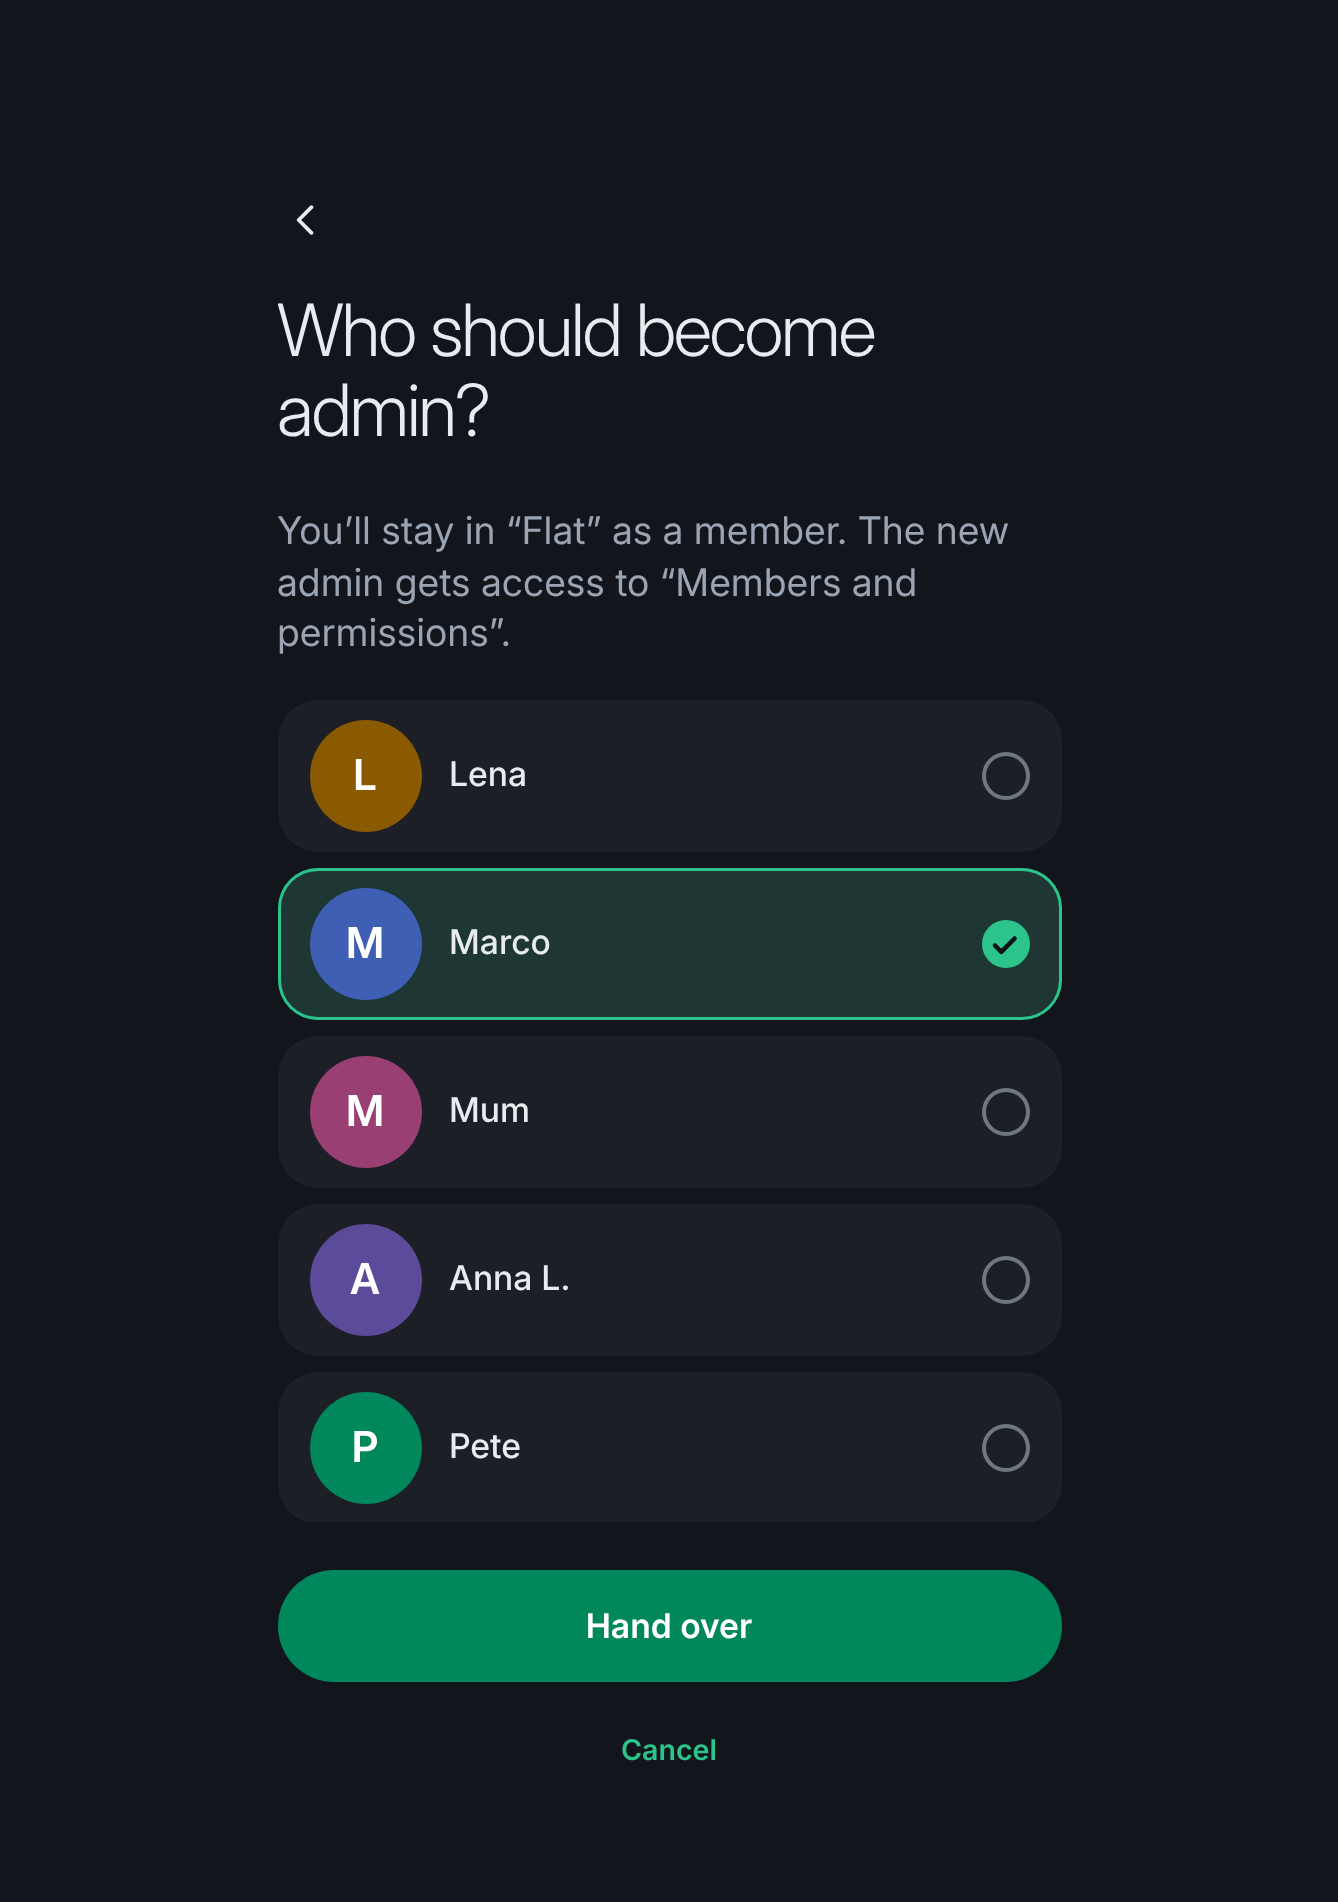 Who should become
admin?
You’ll stay in “Flat” as a member. The new
admin gets access to “Members and
permissions”.
L Lena
M Marco
M Mum
A Anna L.
P Pete
Hand over
Cancel